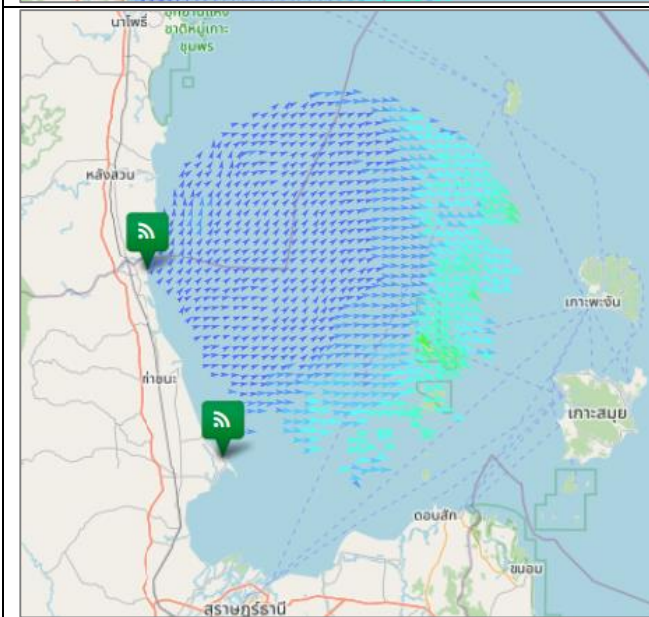 นาโพธิ์
อุทยานแห่ง
ชาติหมู่เกาะ
ชุมพร
หลังสวน
เกาะพะงัน
ท่าชนะ
เกาะสมุย
ดอนสัก
ขนอม
สุราษฎร์ธานี